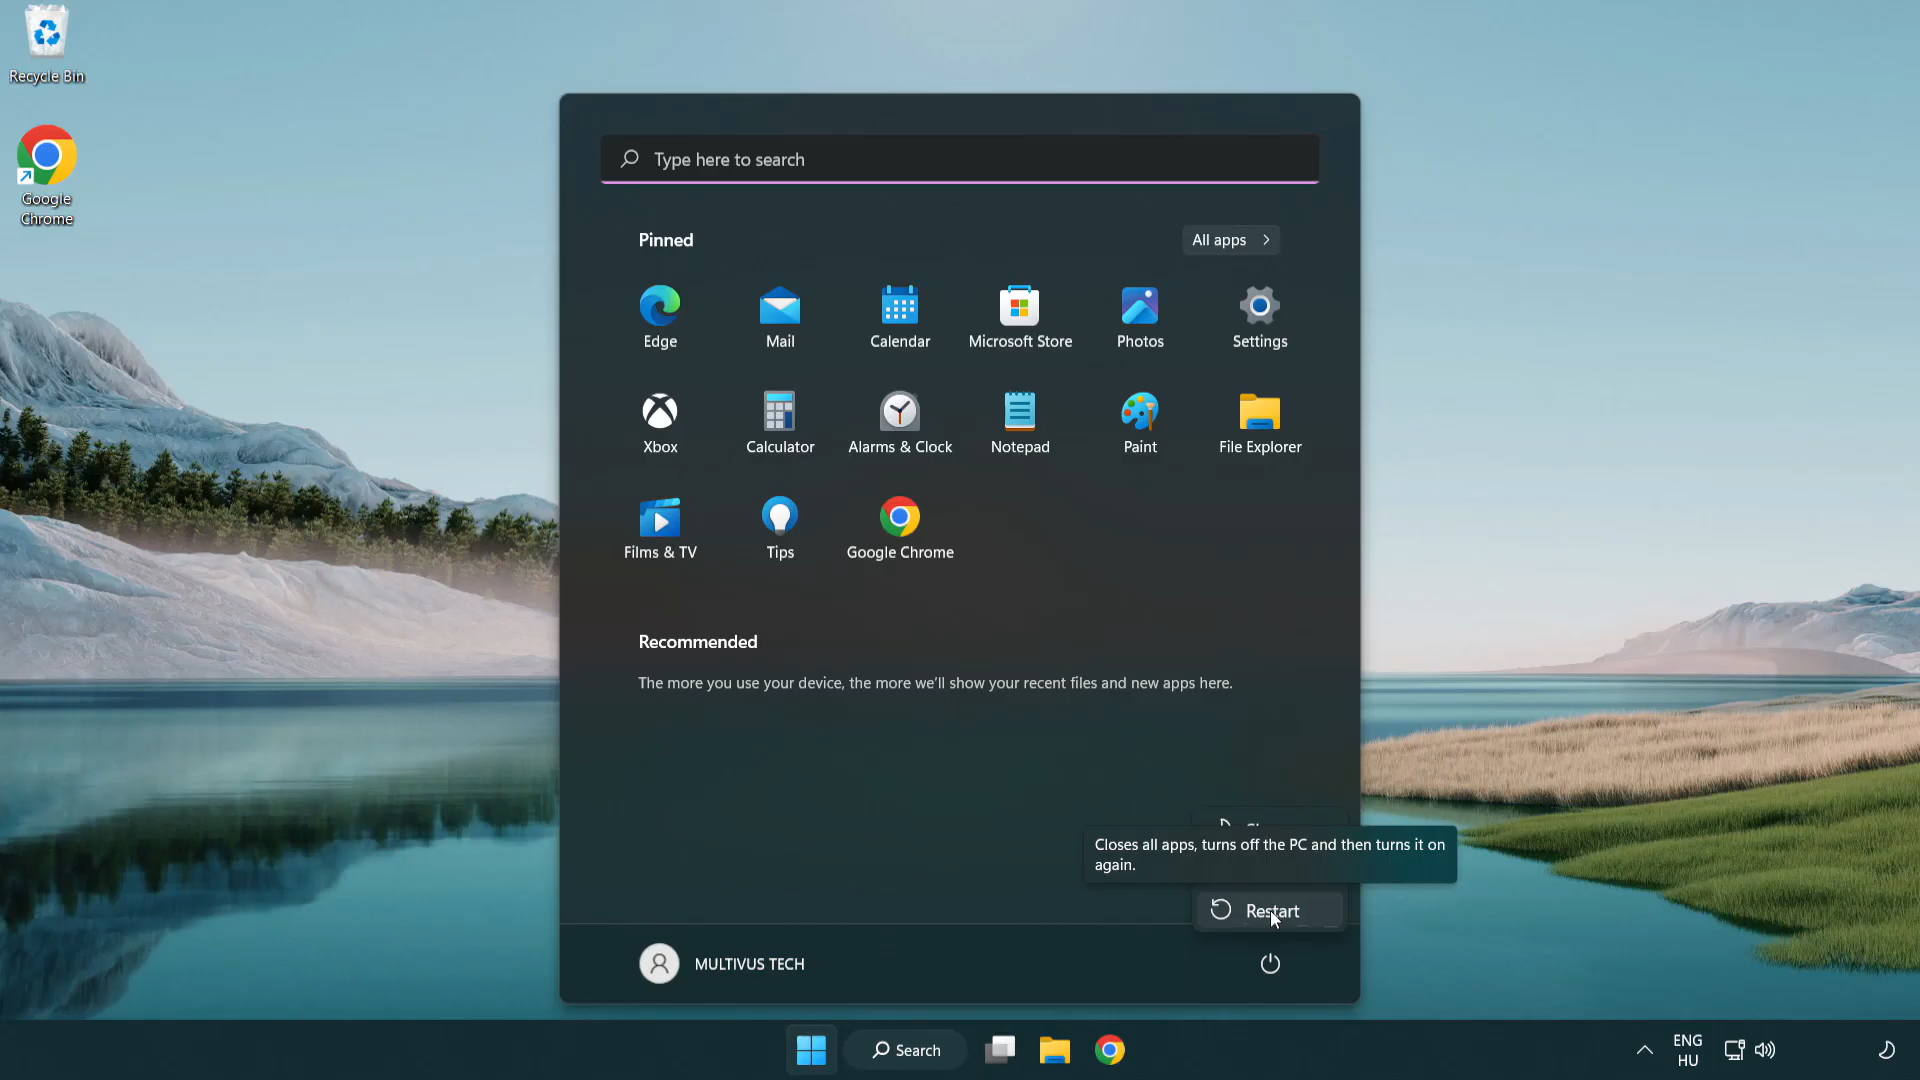 Recycle Bin
Google
Chrome
Type here to search
Pinned
All apps
Edge
Mail
Calendar
Microsoft Store
Photos
Settings
Xbox
Calculator
Alarms & Clock
Notepad
Paint
File Explorer
Films & TV
Tips
Google Chrome
Recommended
The more you use your device, the more we'll show your recent files and new apps here.
Closes all apps, turns off the PC and then turns it on
again.
Restart
MULTIVUS TECH
Search
ENG
HU